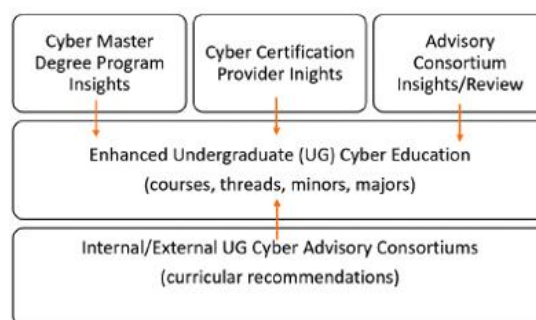 Cyber Master
Degree Program
Insights
Cyber Certification
Provider Inights
Advisory
Consortium
Insights/Review
Enhanced Undergraduate (UG) Cyber Education
(courses, threads, minors, majors)
Internal/External UG Cyber Advisory Consortiums
(curricular recommendations)